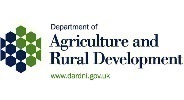 Department of
Agriculture and
Rural Development
www.dardni.gov.uk